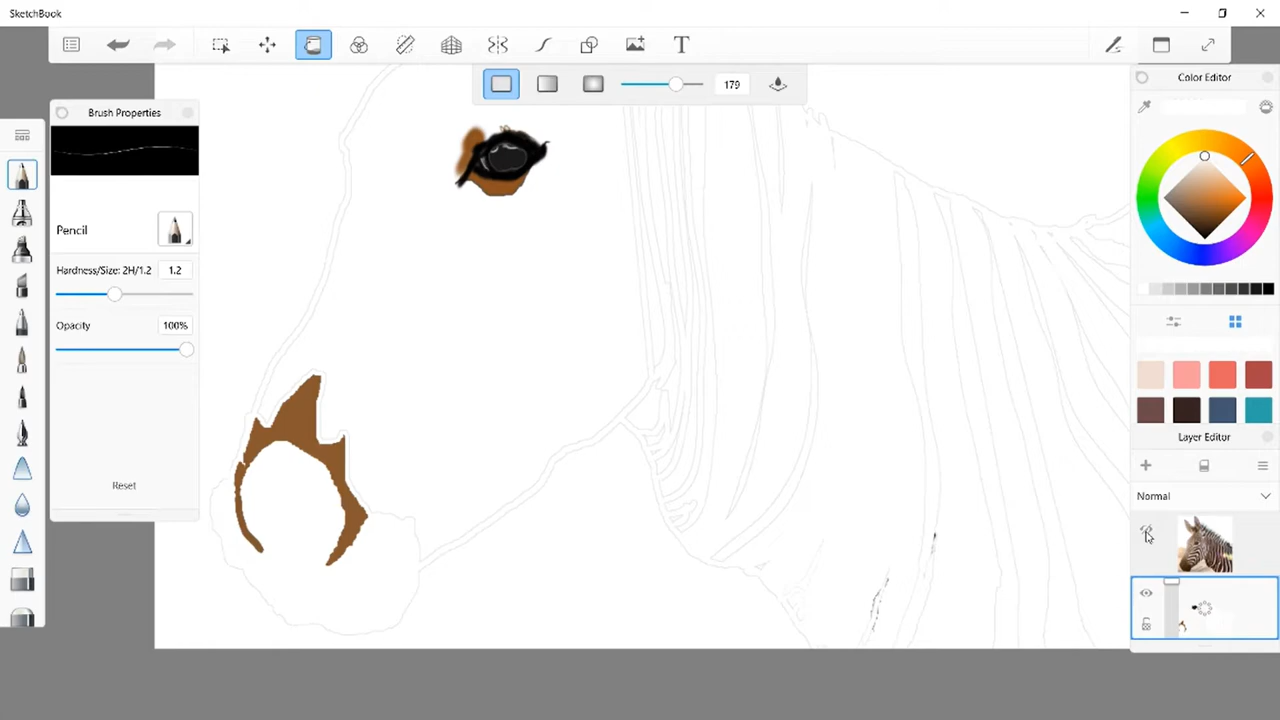 SketchBook
179
Color Editor
Brush Properties
Pencil
Hardness/Size: 2H/1.2
1.2
Opacity
100%
Reset
Layer Editor
Normal